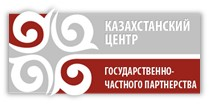 КАЗАХСТАНСКИЙ
ЦЕНТР
ГОСУДАРСТВЕННО-
ЧАСТНОГО ПАРТНЕРСТВА